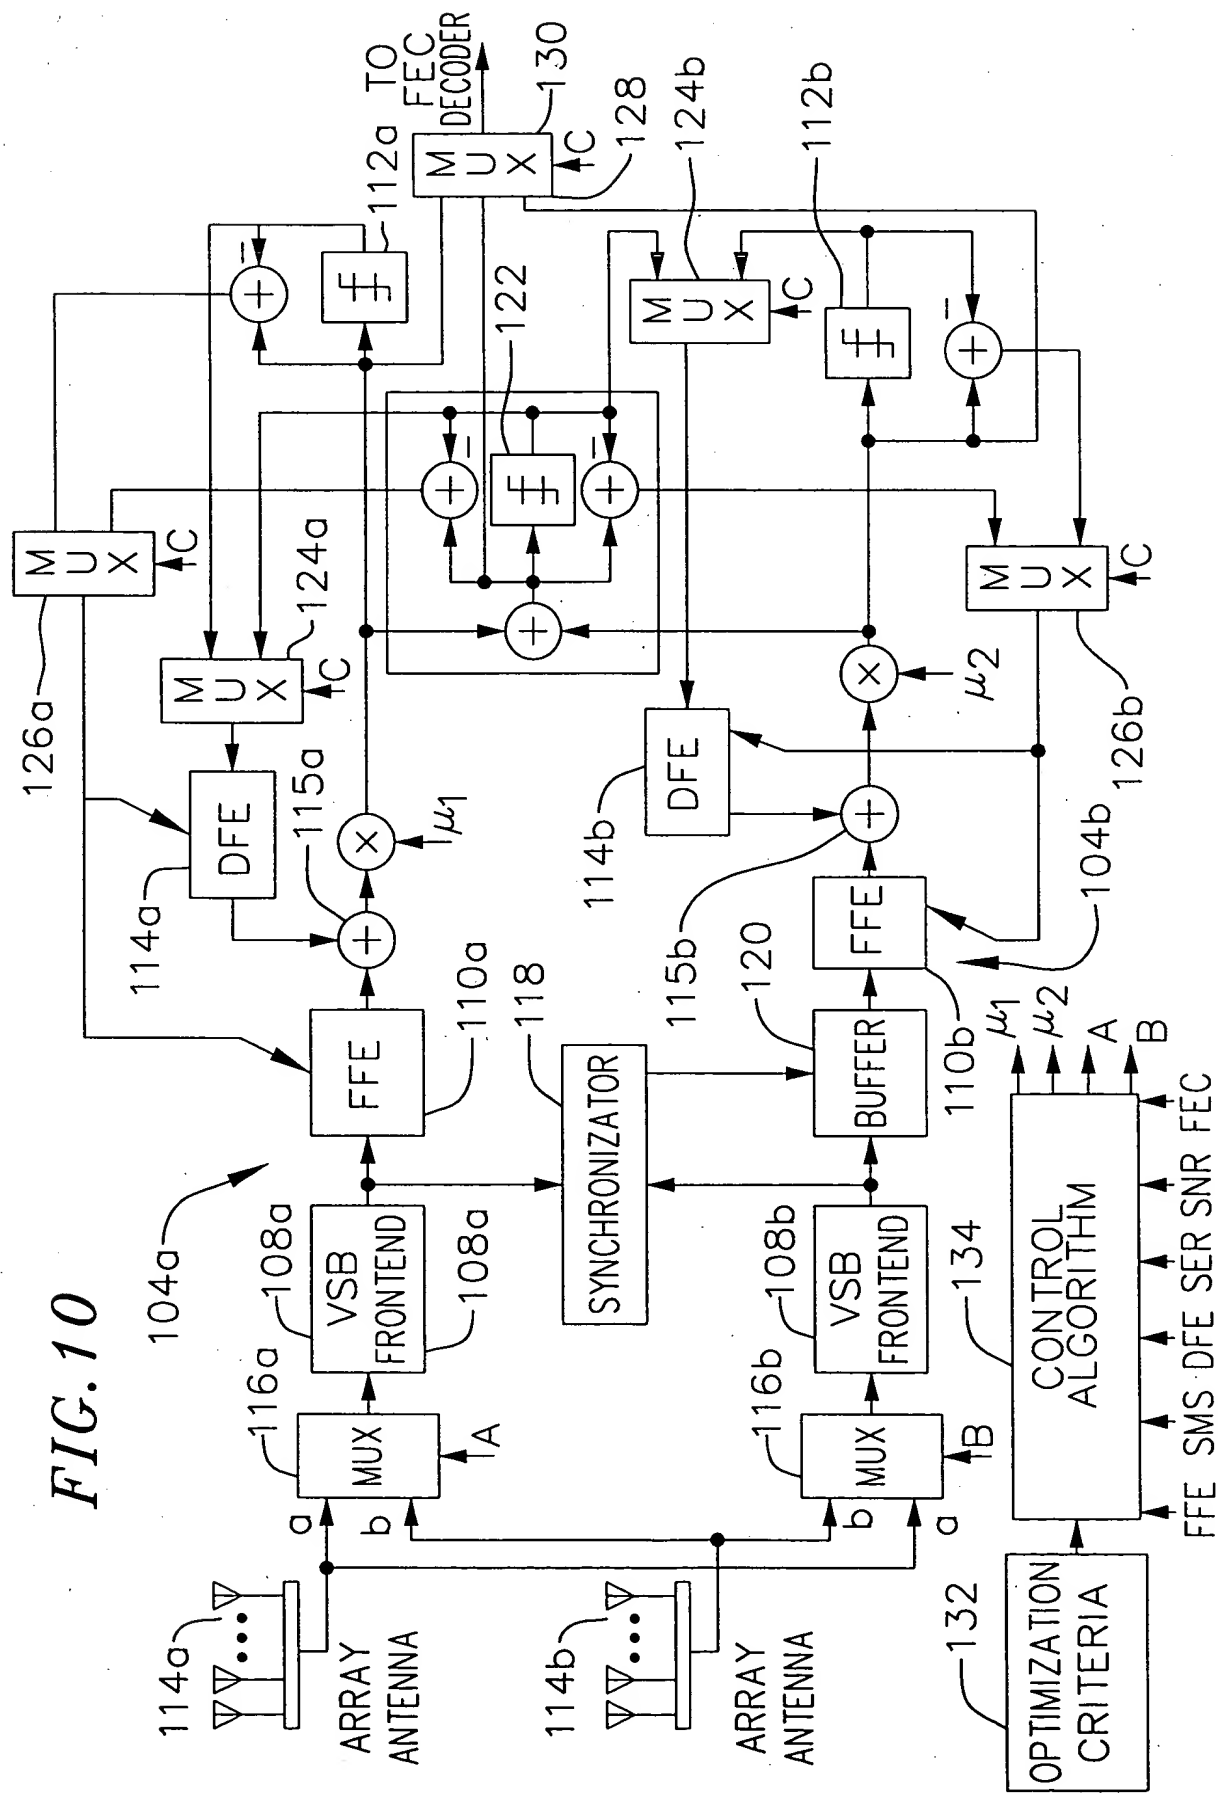 FIG.10
114a
ARRAY
ANTENNA
114b
ARRAY
ANTENNA
a
b
b
a
116a
MUX
A
116b
MUX
B
104a
108a
VSB
FRONTEND
108a
108b
VSB
FRONTEND
118
SYNCHRONIZATOR
120
BUFFER
FFE
110a
FFE
110b
104b
114a
DFE
115a
+
×
μ1
114b
DFE
115b
+
×
μ2
126a
MUX
C
124a
MUX
C
+
122
+
−
+
−
126b
MUX
C
112a
+
−
124b
MUX
C
112b
+
−
MUX
C
128
130
TO
FEC
DECODER
132
OPTIMIZATION
CRITERIA
134
CONTROL
ALGORITHM
μ1
μ2
A
B
FFE SMS DFE SER SNR FEC